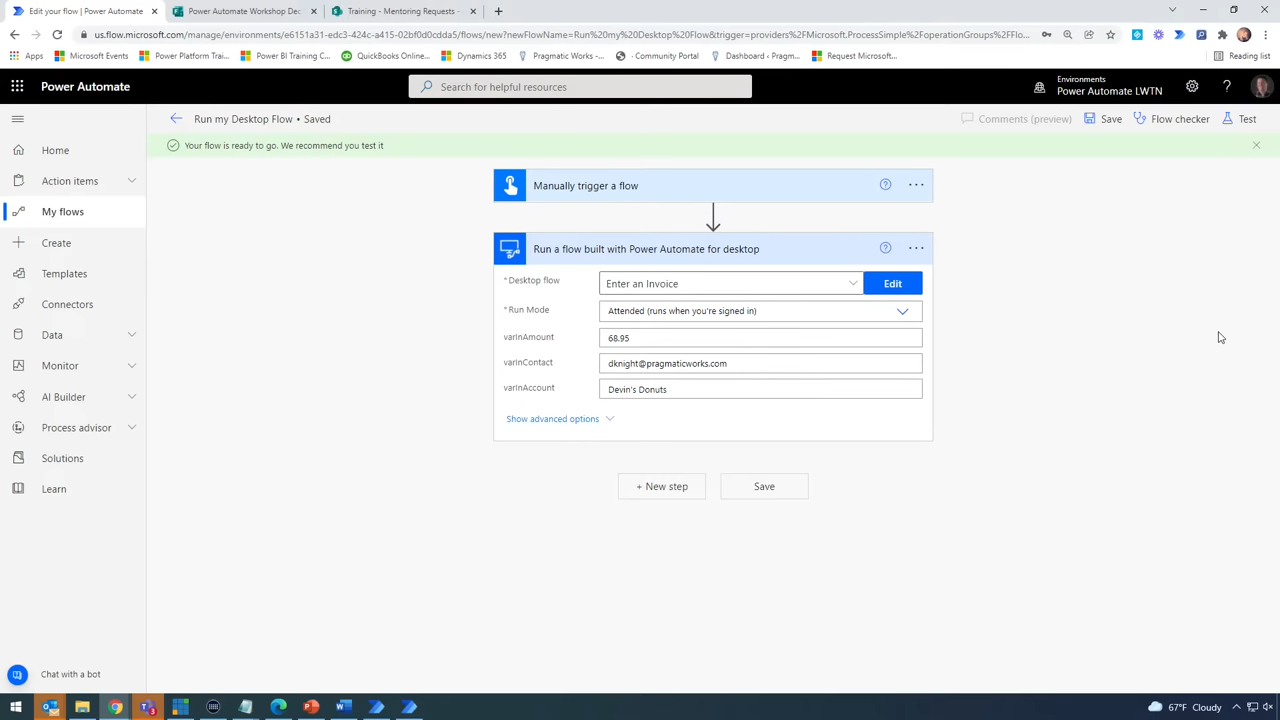 Edit your flow | Power Automate
Power Automate Workshop Dec
Training - Mentoring Requests -
us.flow.microsoft.com/manage/environments/e6151a31-edc3-424c-a415-02bf0d0cdda5/flows/new?newFlowName=Run%20my%20Desktop%20Flow&trigger=providers%2FMicrosoft.ProcessSimple%2FoperationGroups%2FFlo...
Apps
Microsoft Events
Power Platform Trai...
Power BI Training C...
QuickBooks Online...
Dynamics 365
Pragmatic Works -...
· Community Portal
Dashboard ‹ Pragm...
Request Microsoft...
Reading list
Power Automate
Search for helpful resources
Environments
Power Automate LWTN
Run my Desktop Flow • Saved
Comments (preview)
Save
Flow checker
Test
Your flow is ready to go. We recommend you test it
Home
Action items
My flows
Create
Templates
Connectors
Data
Monitor
AI Builder
Process advisor
Solutions
Learn
Chat with a bot
Manually trigger a flow
Run a flow built with Power Automate for desktop
* Desktop flow
Enter an Invoice
Edit
* Run Mode
Attended (runs when you're signed in)
varInAmount
68.95
varInContact
dknight@pragmaticworks.com
varInAccount
Devin's Donuts
Show advanced options
+ New step
Save
67°F Cloudy